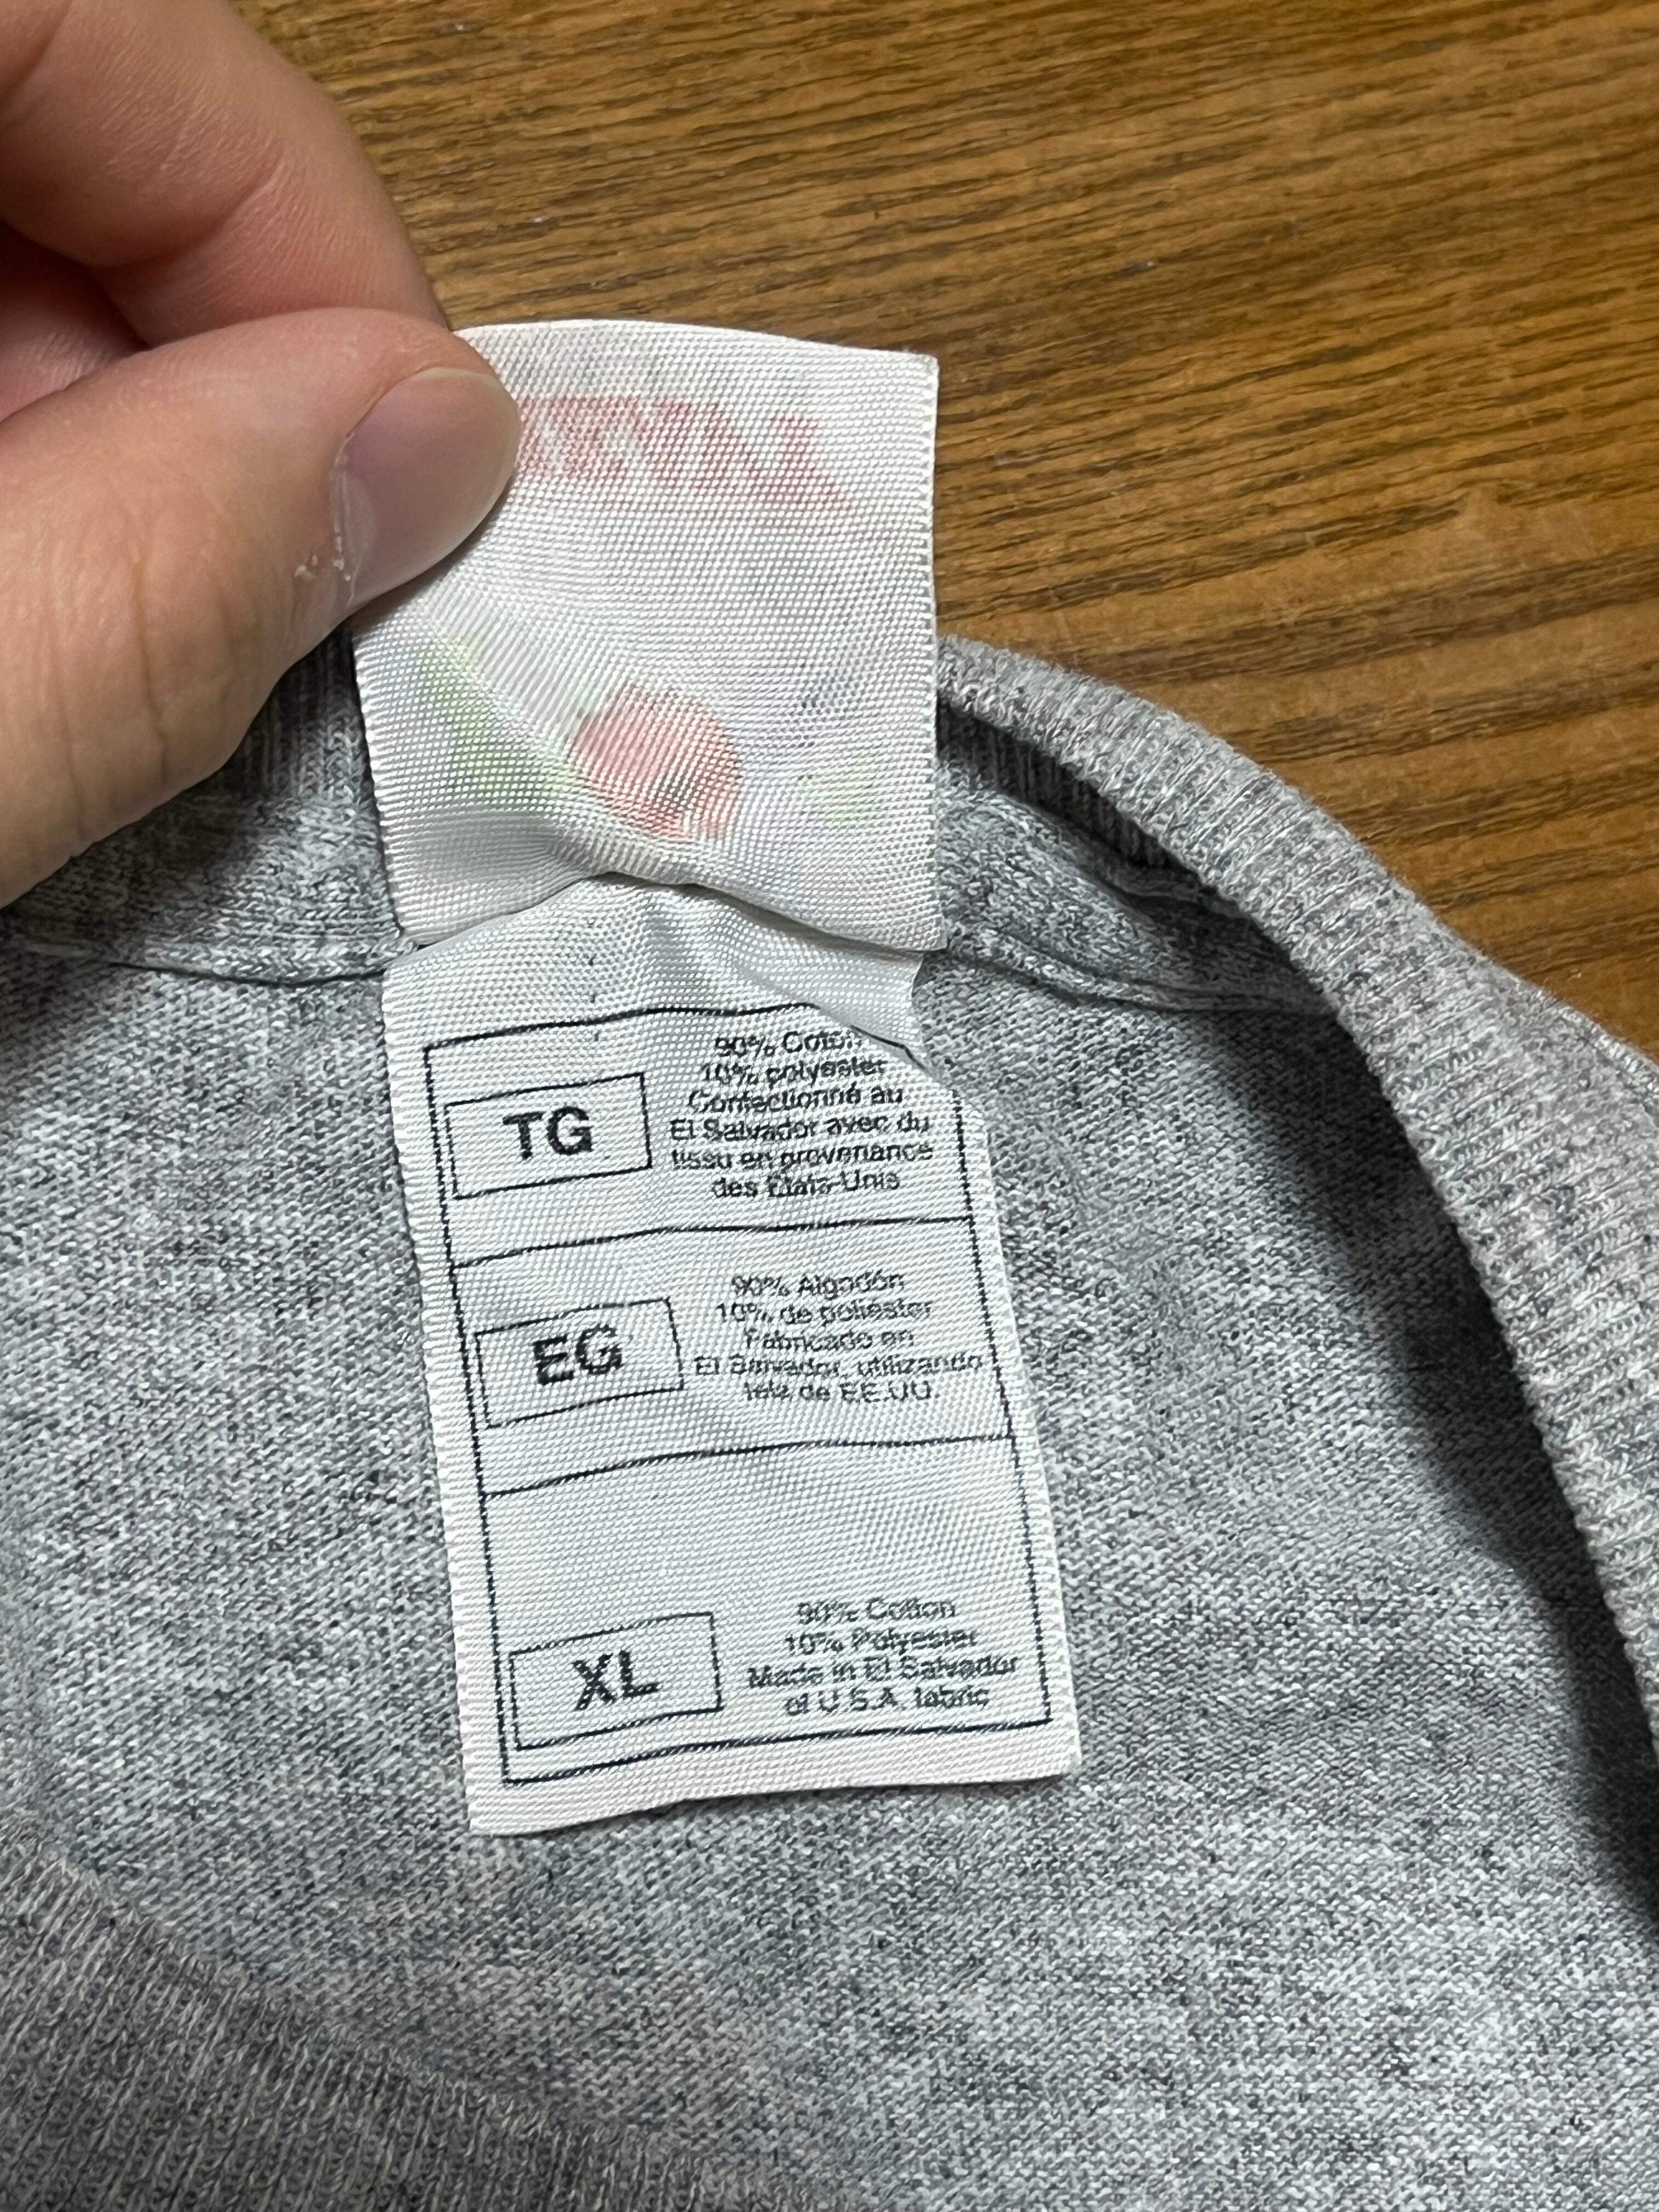 TG
90% Coton
10% polyester
Confectionné au
El Salvador avec du
tissu en provenance
des États-Unis
EG
90% Algodón
10% de poliester
Fabricado en
El Salvador, utilizando
tela de EE.UU.
XL
90% Cotton
10% Polyester
Made in El Salvador
of U.S.A. fabric